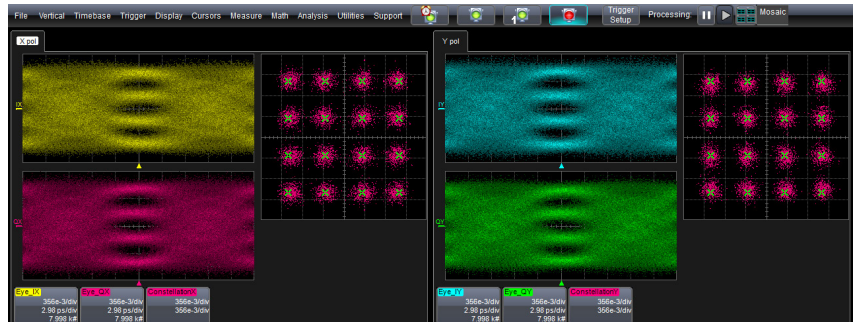 File Vertical Timebase Trigger Display Cursors Measure Math Analysis Utilities Support 1 Trigger Setup Processing: Mosaic
X pol
IX
QX
Eye_IX Eye_QX ConstellationX
356e-3/div 356e-3/div 356e-3/div
2.98 ps/div 2.98 ps/div 356e-3/div
7.998 k# 7.998 k#
Y pol
IY
QY
Eye_IY Eye_QY ConstellationY
356e-3/div 356e-3/div 356e-3/div
2.98 ps/div 2.98 ps/div 356e-3/div
7.998 k# 7.998 k#